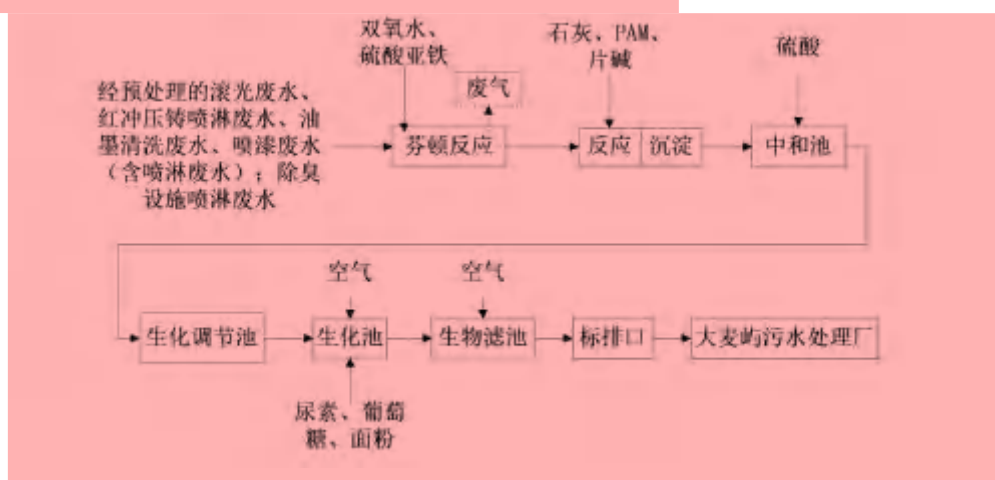 双氧水、
硫酸亚铁
石灰、PAM、
片碱
硫酸
废气
经预处理的滚光废水、
红冲压铸喷淋废水、油
墨清洗废水、喷漆废水
（含喷淋废水）；除臭
设施喷淋废水
芬顿反应
反应
沉淀
中和池
空气
空气
生化调节池
生化池
生物滤池
标排口
大麦屿污水处理厂
尿素、葡萄
糖、面粉